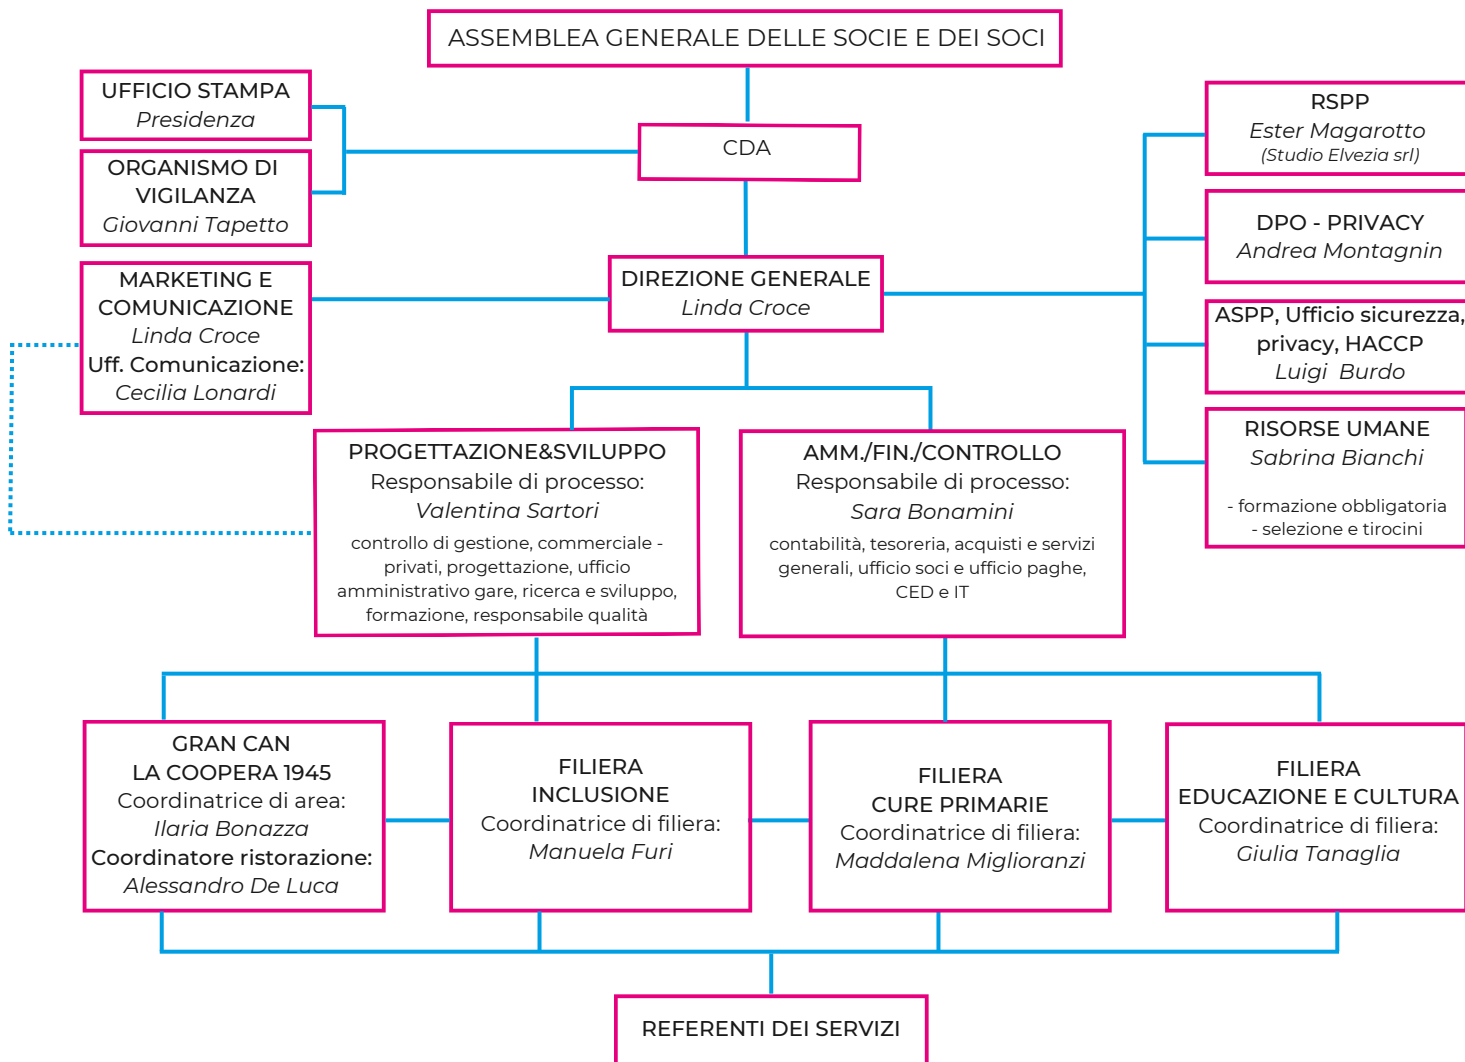 ASSEMBLEA GENERALE DELLE SOCIE E DEI SOCI
UFFICIO STAMPA
Presidenza
ORGANISMO DI
VIGILANZA
Giovanni Tapetto
CDA
RSPP
Ester Magarotto
(Studio Elvezia srl)
DPO - PRIVACY
Andrea Montagnin
MARKETING E
COMUNICAZIONE
Linda Croce
Uff. Comunicazione:
Cecilia Lonardi
DIREZIONE GENERALE
Linda Croce
ASPP, Ufficio sicurezza,
privacy, HACCP
Luigi Burdo
RISORSE UMANE
Sabrina Bianchi
- formazione obbligatoria
- selezione e tirocini
PROGETTAZIONE&SVILUPPO
Responsabile di processo:
Valentina Sartori
controllo di gestione, commerciale -
privati, progettazione, ufficio
amministrativo gare, ricerca e sviluppo,
formazione, responsabile qualità
AMM./FIN./CONTROLLO
Responsabile di processo:
Sara Bonamini
contabilità, tesoreria, acquisti e servizi
generali, ufficio soci e ufficio paghe,
CED e IT
GRAN CAN
LA COOPERA 1945
Coordinatrice di area:
Ilaria Bonazza
Coordinatore ristorazione:
Alessandro De Luca
FILIERA
INCLUSIONE
Coordinatrice di filiera:
Manuela Furi
FILIERA
CURE PRIMARIE
Coordinatrice di filiera:
Maddalena Miglioranzi
FILIERA
EDUCAZIONE E CULTURA
Coordinatrice di filiera:
Giulia Tanaglia
REFERENTI DEI SERVIZI